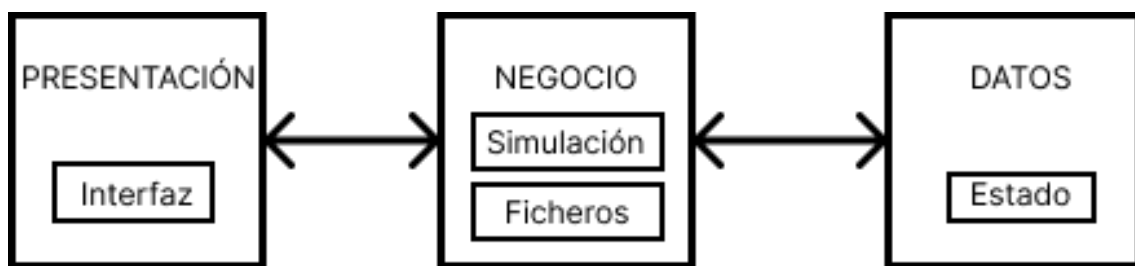 PRESENTACIÓN
Interfaz
NEGOCIO
Simulación
Ficheros
DATOS
Estado